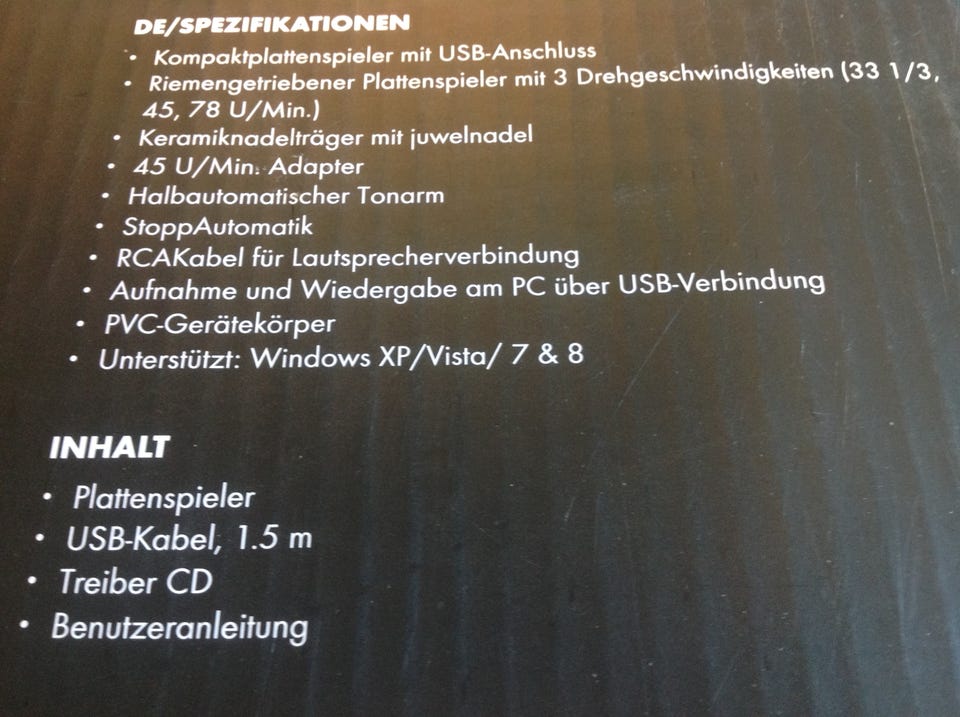 DE/SPEZIFIKATIONEN
• Kompaktplattenspieler mit USB-Anschluss
• Riemengetriebener Plattenspieler mit 3 Drehgeschwindigkeiten (33 1/3,
45, 78 U/Min.)
• Keramiknadelträger mit juwelnadel
• 45 U/Min. Adapter
• Halbautomatischer Tonarm
• StoppAutomatik
• RCAKabel für Lautsprecherverbindung
• Aufnahme und Wiedergabe am PC über USB-Verbindung
• PVC-Gerätekörper
• Unterstützt: Windows XP/Vista/ 7 & 8
INHALT
• Plattenspieler
• USB-Kabel, 1.5 m
• Treiber CD
• Benutzeranleitung